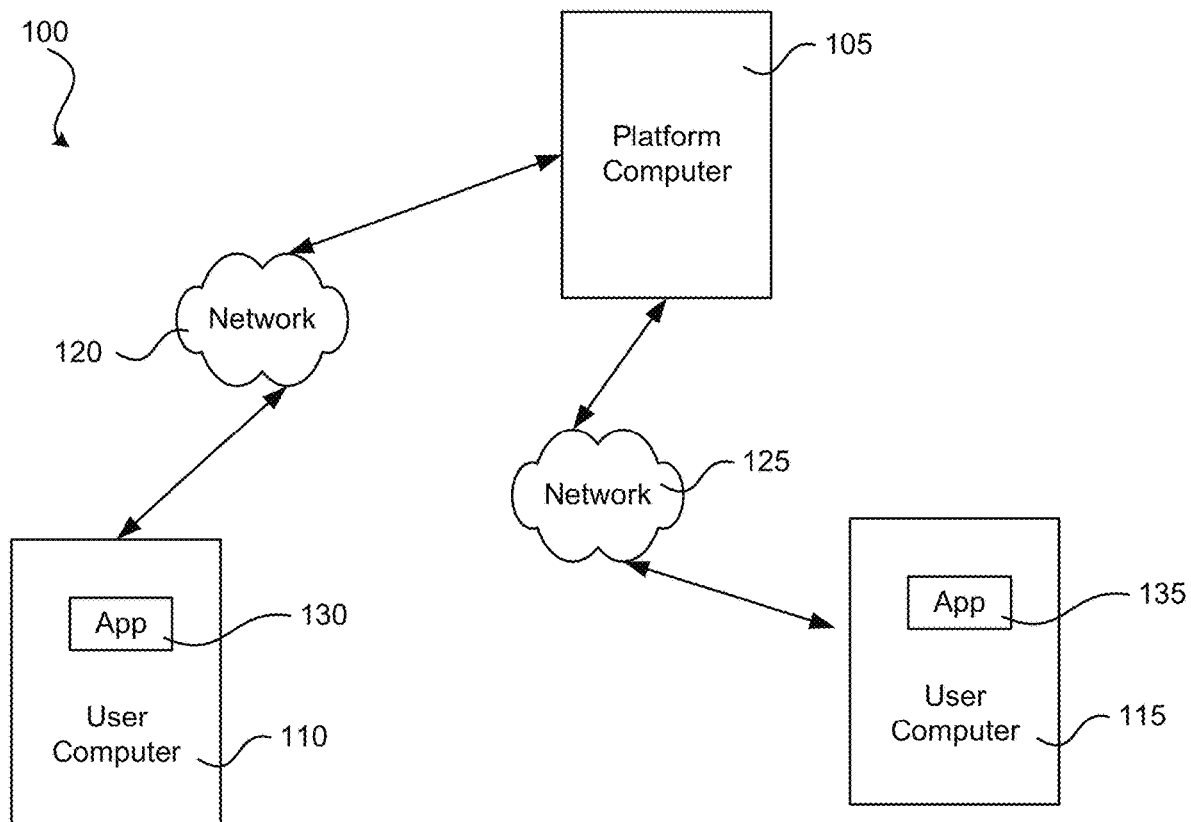 100
105
Platform
Computer
Network
120
125
Network
App
130
App
135
User
Computer
110
User
Computer
115